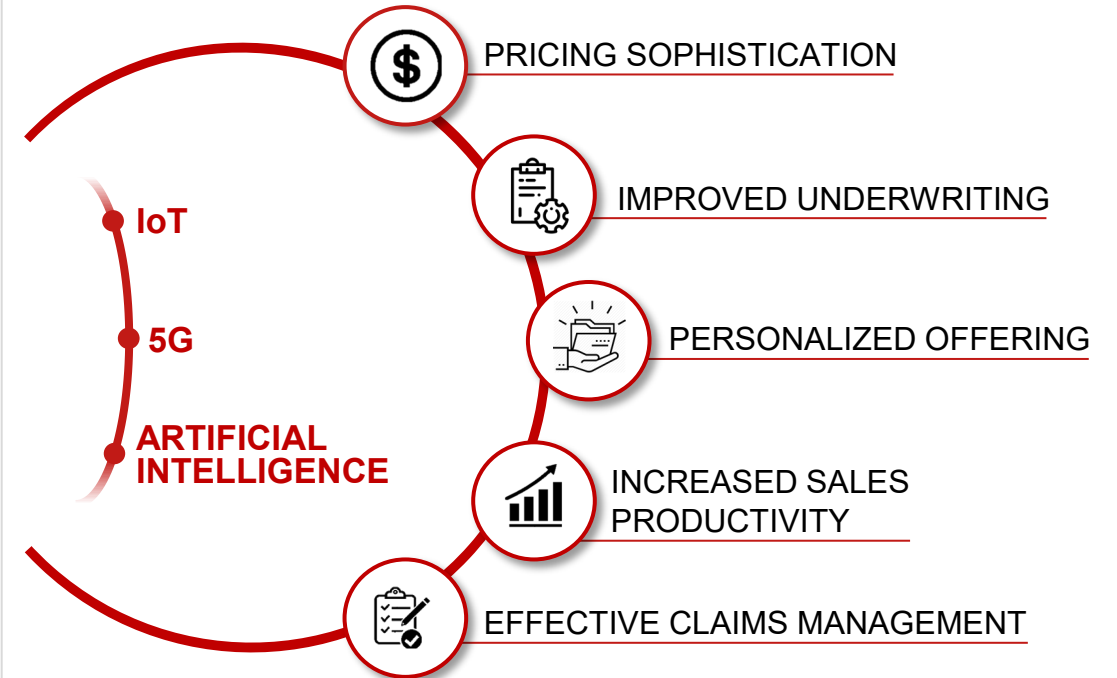 PRICING SOPHISTICATION
IMPROVED UNDERWRITING
IoT
5G
PERSONALIZED OFFERING
ARTIFICIAL
INTELLIGENCE
INCREASED SALES
PRODUCTIVITY
EFFECTIVE CLAIMS MANAGEMENT